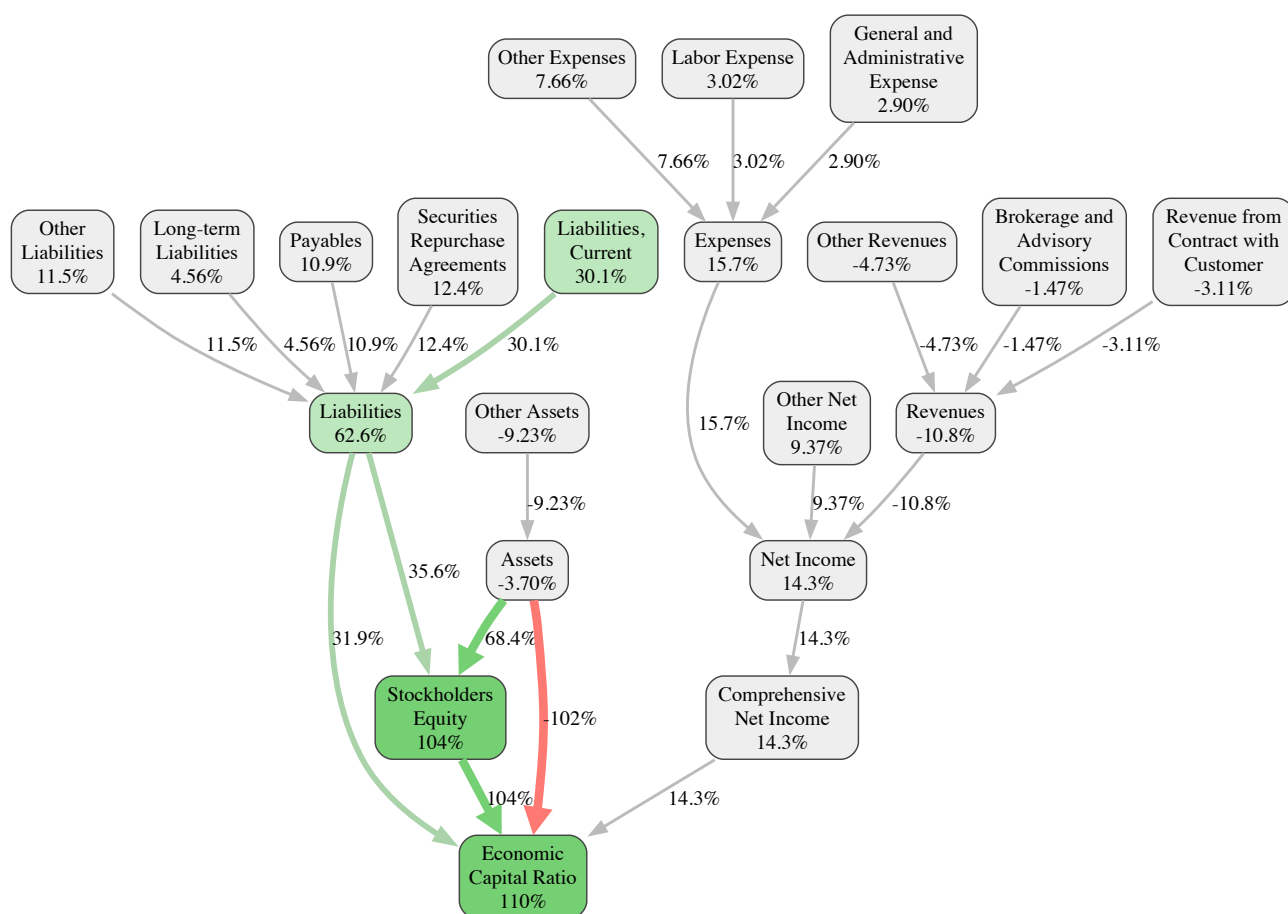 Other Expenses
7.66%
Labor Expense
3.02%
General and
Administrative
Expense
2.90%
7.66%
3.02%
2.90%
Other
Liabilities
11.5%
Long-term
Liabilities
4.56%
Payables
10.9%
Securities
Repurchase
Agreements
12.4%
Liabilities,
Current
30.1%
Expenses
15.7%
Other Revenues
-4.73%
Brokerage and
Advisory
Commissions
-1.47%
Revenue from
Contract with
Customer
-3.11%
11.5%
4.56%
10.9%
12.4%
30.1%
-4.73%
-1.47%
-3.11%
Liabilities
62.6%
Other Assets
-9.23%
15.7%
Other Net
Income
9.37%
Revenues
-10.8%
-9.23%
9.37%
-10.8%
35.6%
Assets
-3.70%
Net Income
14.3%
31.9%
68.4%
14.3%
Stockholders
Equity
104%
-102%
Comprehensive
Net Income
14.3%
104%
14.3%
Economic
Capital Ratio
110%